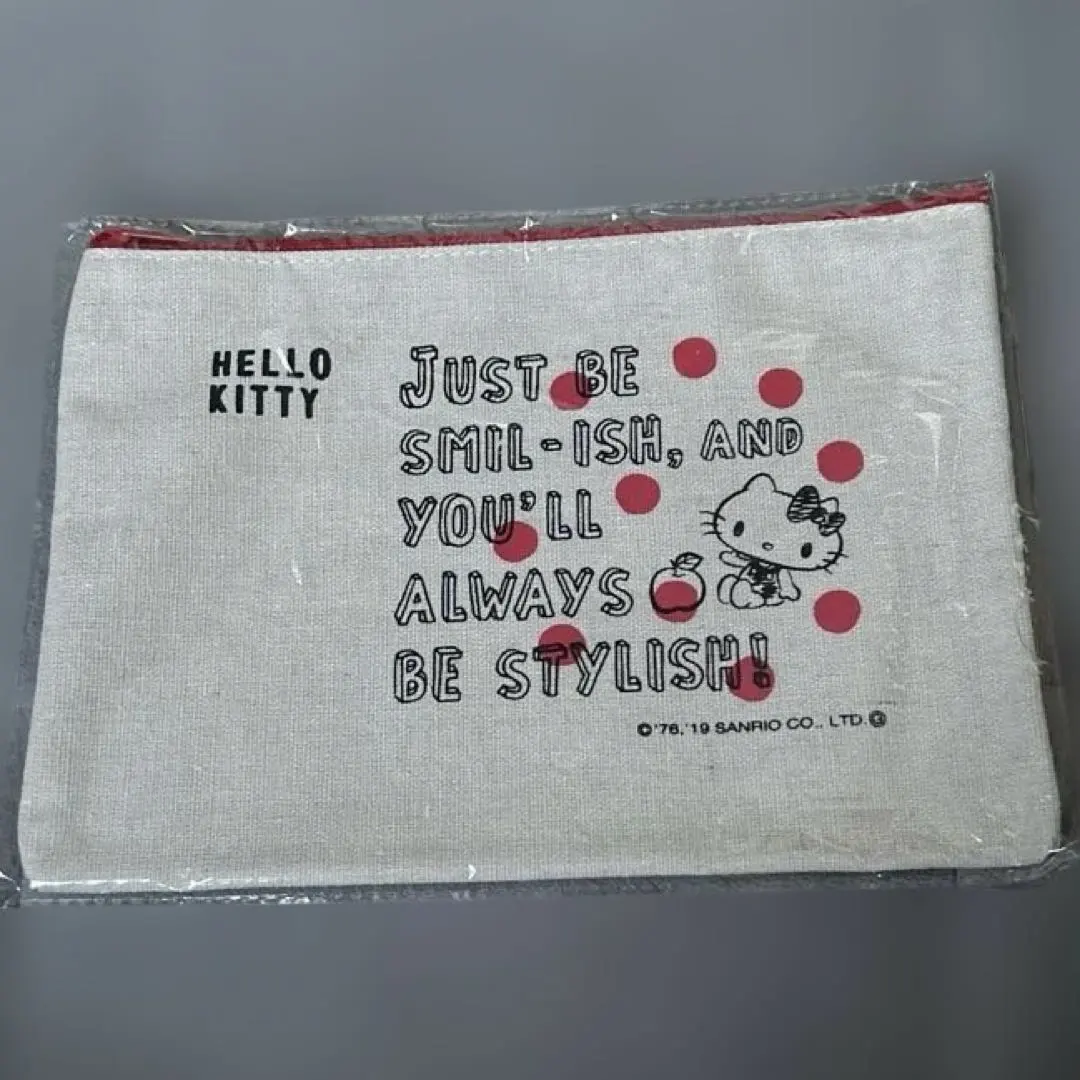 HELLO
KITTY
JUST BE
SMIL-ISH, AND
YOU'LL
ALWAYS
BE STYLISH!
©'76,'19 SANRIO CO., LTD.Ⓖ